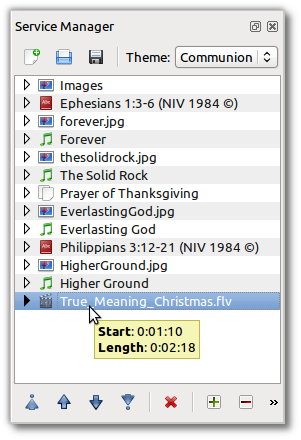 Service Manager
Theme: Communion
Images
Ephesians 1:3-6 (NIV 1984 ©)
forever.jpg
Forever
thesolidrock.jpg
The Solid Rock
Prayer of Thanksgiving
EverlastingGod.jpg
Everlasting God
Philippians 3:12-21 (NIV 1984 ©)
HigherGround.jpg
Higher Ground
True_Meaning_Christmas.flv
Start: 0:01:10
Length: 0:02:18